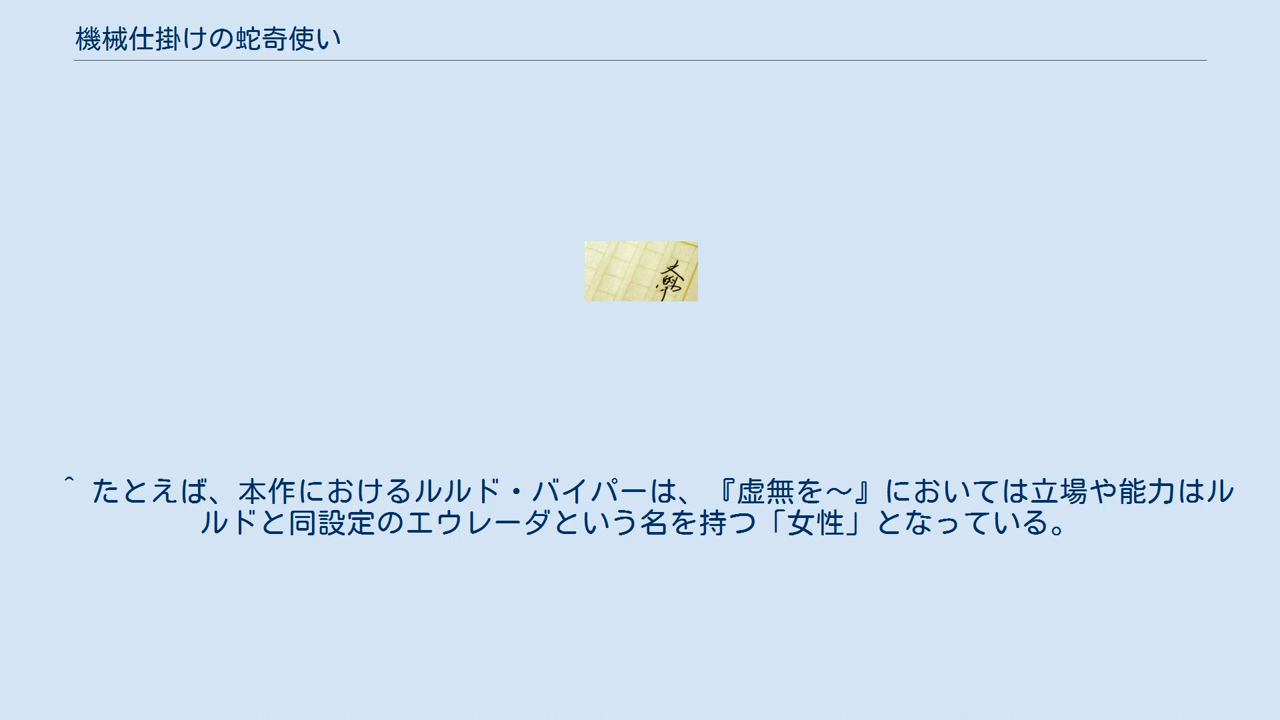 機械仕掛けの蛇奇使い
^ たとえば、本作におけるルルド・バイパーは、『虚無を〜』においては立場や能力はル
ルドと同設定のエウレーダという名を持つ「女性」となっている。